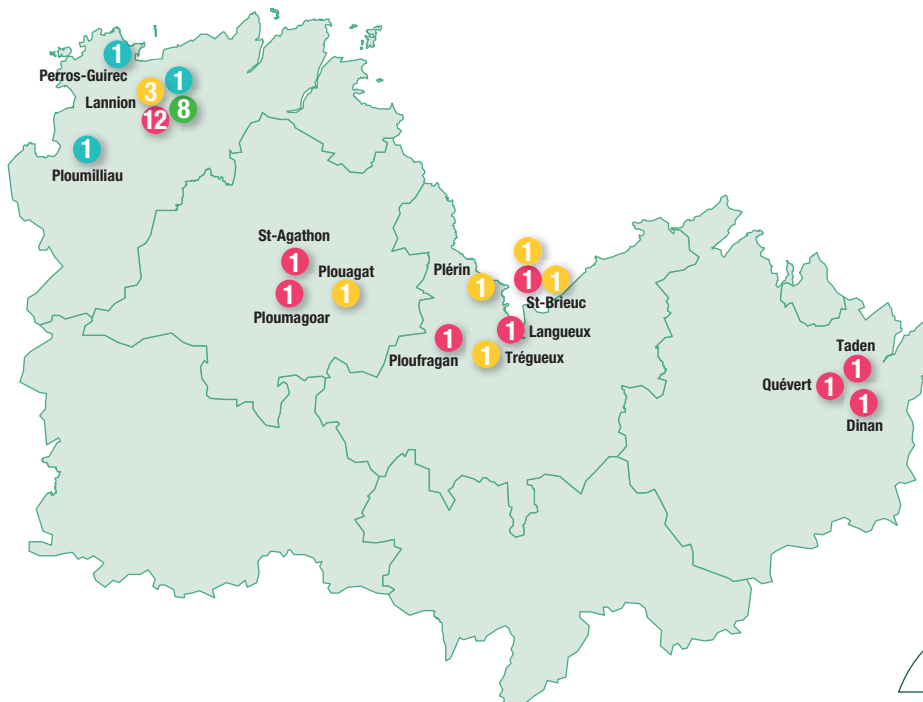 1
Perros-Guirec
1
3
Lannion
8
12
1
Ploumilliau
St-Agathon
1
Plouagat
1
1
Ploumagoar
1
Plérin
1
1
1
St-Brieuc
1
Langueux
1
Ploufragan
1
Trégueux
Taden
1
Quévert
1
1
Dinan